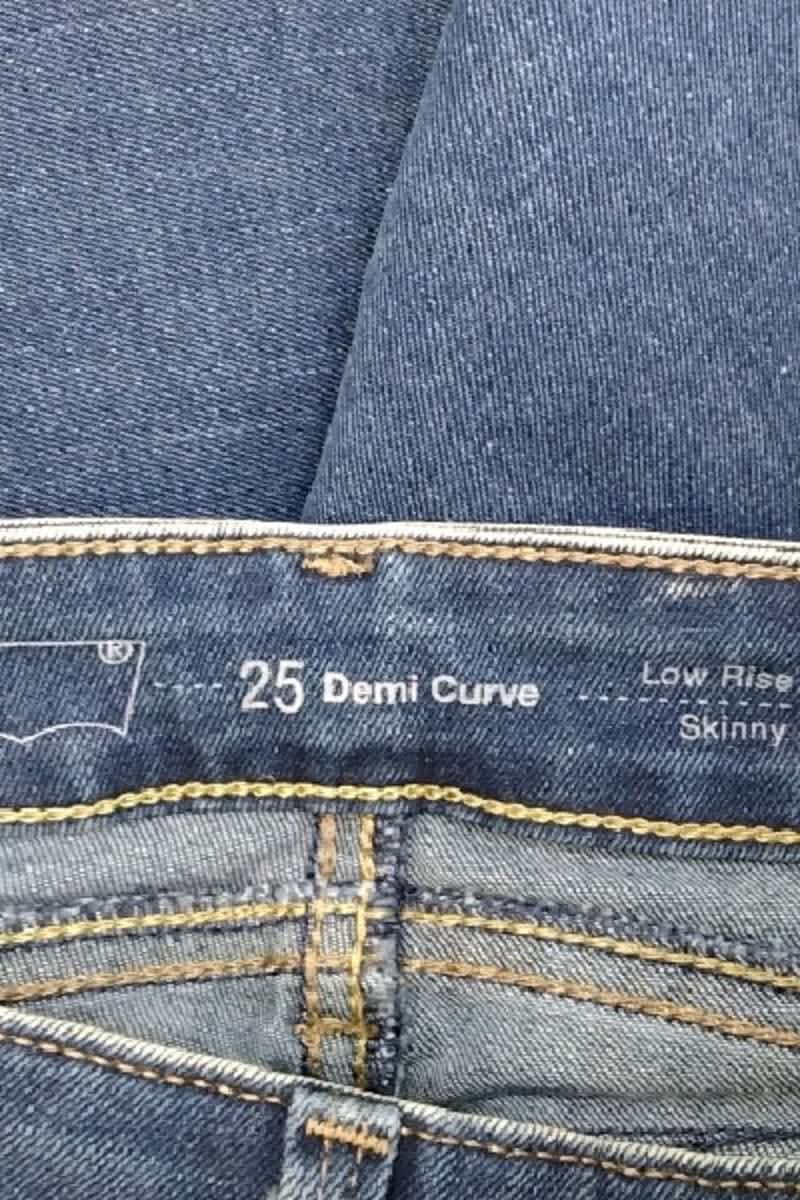 ®
25 Demi Curve
Low Rise
Skinny